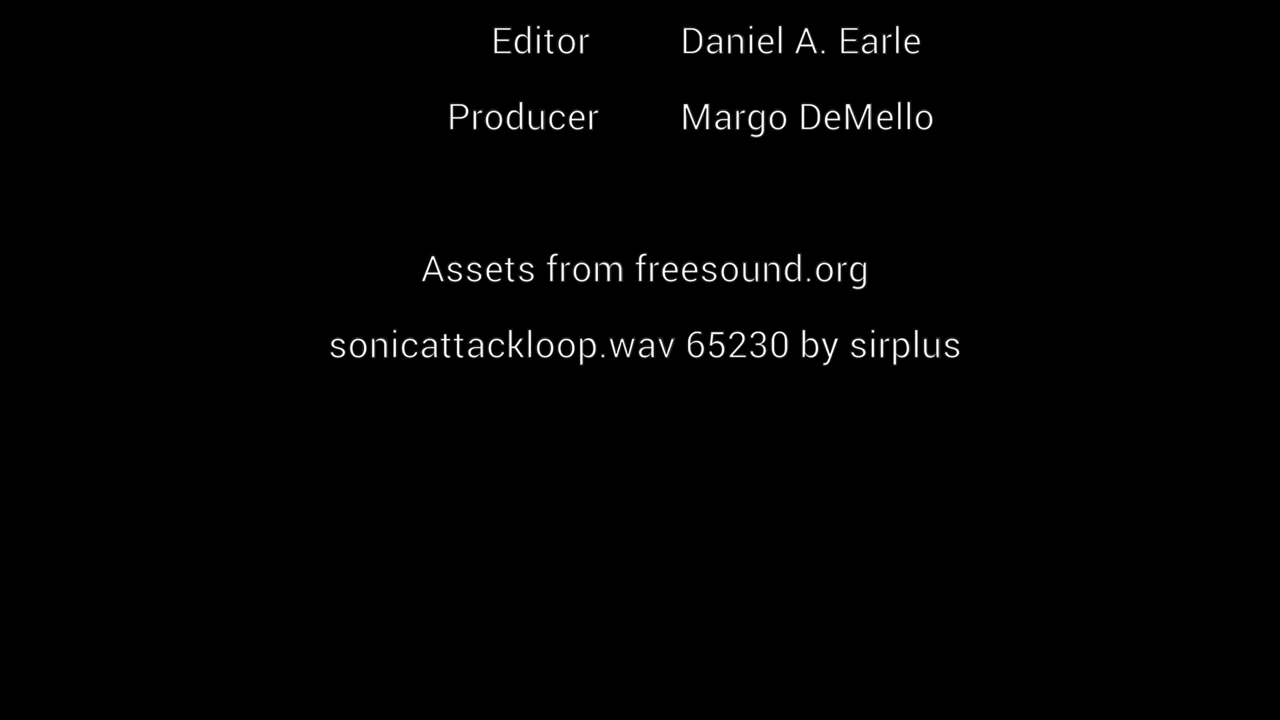 Editor Daniel A. Earle
Producer Margo DeMello
Assets from freesound.org
sonicattackloop.wav 65230 by sirplus